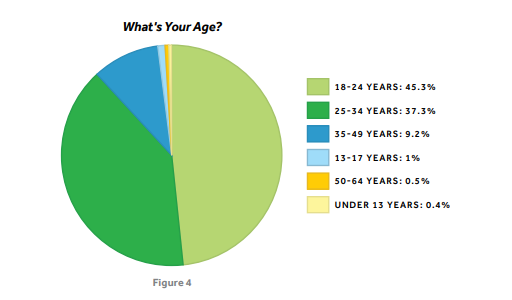 What's Your Age?
18-24 YEARS: 45.3%
25-34 YEARS: 37.3%
35-49 YEARS: 9.2%
13-17 YEARS: 1%
50-64 YEARS: 0.5%
UNDER 13 YEARS: 0.4%
Figure 4